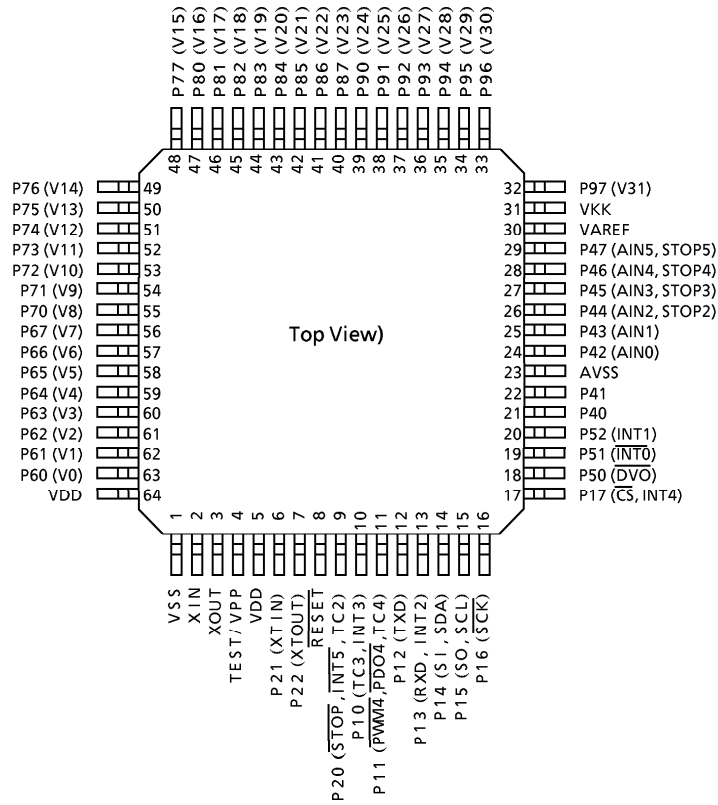 P77 (V15)
P80 (V16)
P81 (V17)
P82 (V18)
P83 (V19)
P84 (V20)
P85 (V21)
P86 (V22)
P87 (V23)
P90 (V24)
P91 (V25)
P92 (V26)
P93 (V27)
P94 (V28)
P95 (V29)
P96 (V30)
48 47 46 45 44 43 42 41 40 39 38 37 36 35 34 33
P76 (V14) 49
P75 (V13) 50
P74 (V12) 51
P73 (V11) 52
P72 (V10) 53
P71 (V9) 54
P70 (V8) 55
P67 (V7) 56
P66 (V6) 57
P65 (V5) 58
P64 (V4) 59
P63 (V3) 60
P62 (V2) 61
P61 (V1) 62
P60 (V0) 63
VDD 64
Top View)
32 P97 (V31)
31 VKK
30 VAREF
29 P47 (AIN5, STOP5)
28 P46 (AIN4, STOP4)
27 P45 (AIN3, STOP3)
26 P44 (AIN2, STOP2)
25 P43 (AIN1)
24 P42 (AIN0)
23 AVSS
22 P41
21 P40
20 P52 (INT1)
19 P51 (INT0)
18 P50 (DVO)
17 P17 (CS, INT4)
1 2 3 4 5 6 7 8 9 10 11 12 13 14 15 16
VSS
XIN
XOUT
TEST/VPP
VDD
P21 (XTIN)
P22 (XTOUT)
RESET
P20 (STOP, INT5, TC2)
P10 (TC3, INT3)
P11 (PWM4,PDO4,TC4)
P12 (TXD)
P13 (RXD, INT2)
P14 (SI, SDA)
P15 (SO, SCL)
P16 (SCK)